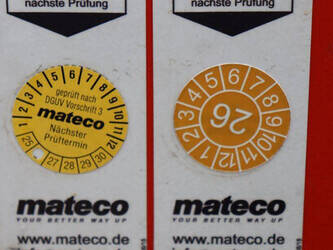 nächste Prüfung
nächste Prüfung
1 2 3 4 5 6 7 8 9 10 11 12
geprüft nach
DGUV Vorschrift 3
mateco
Nächster
Prüftermin
25 27 28 29 30
1 2 3 4 5 6 7 8 9 10 11 12
26
mateco
YOUR BETTER WAY UP
www.mateco.de
mateco
YOUR BETTER WAY UP
www.mateco.de